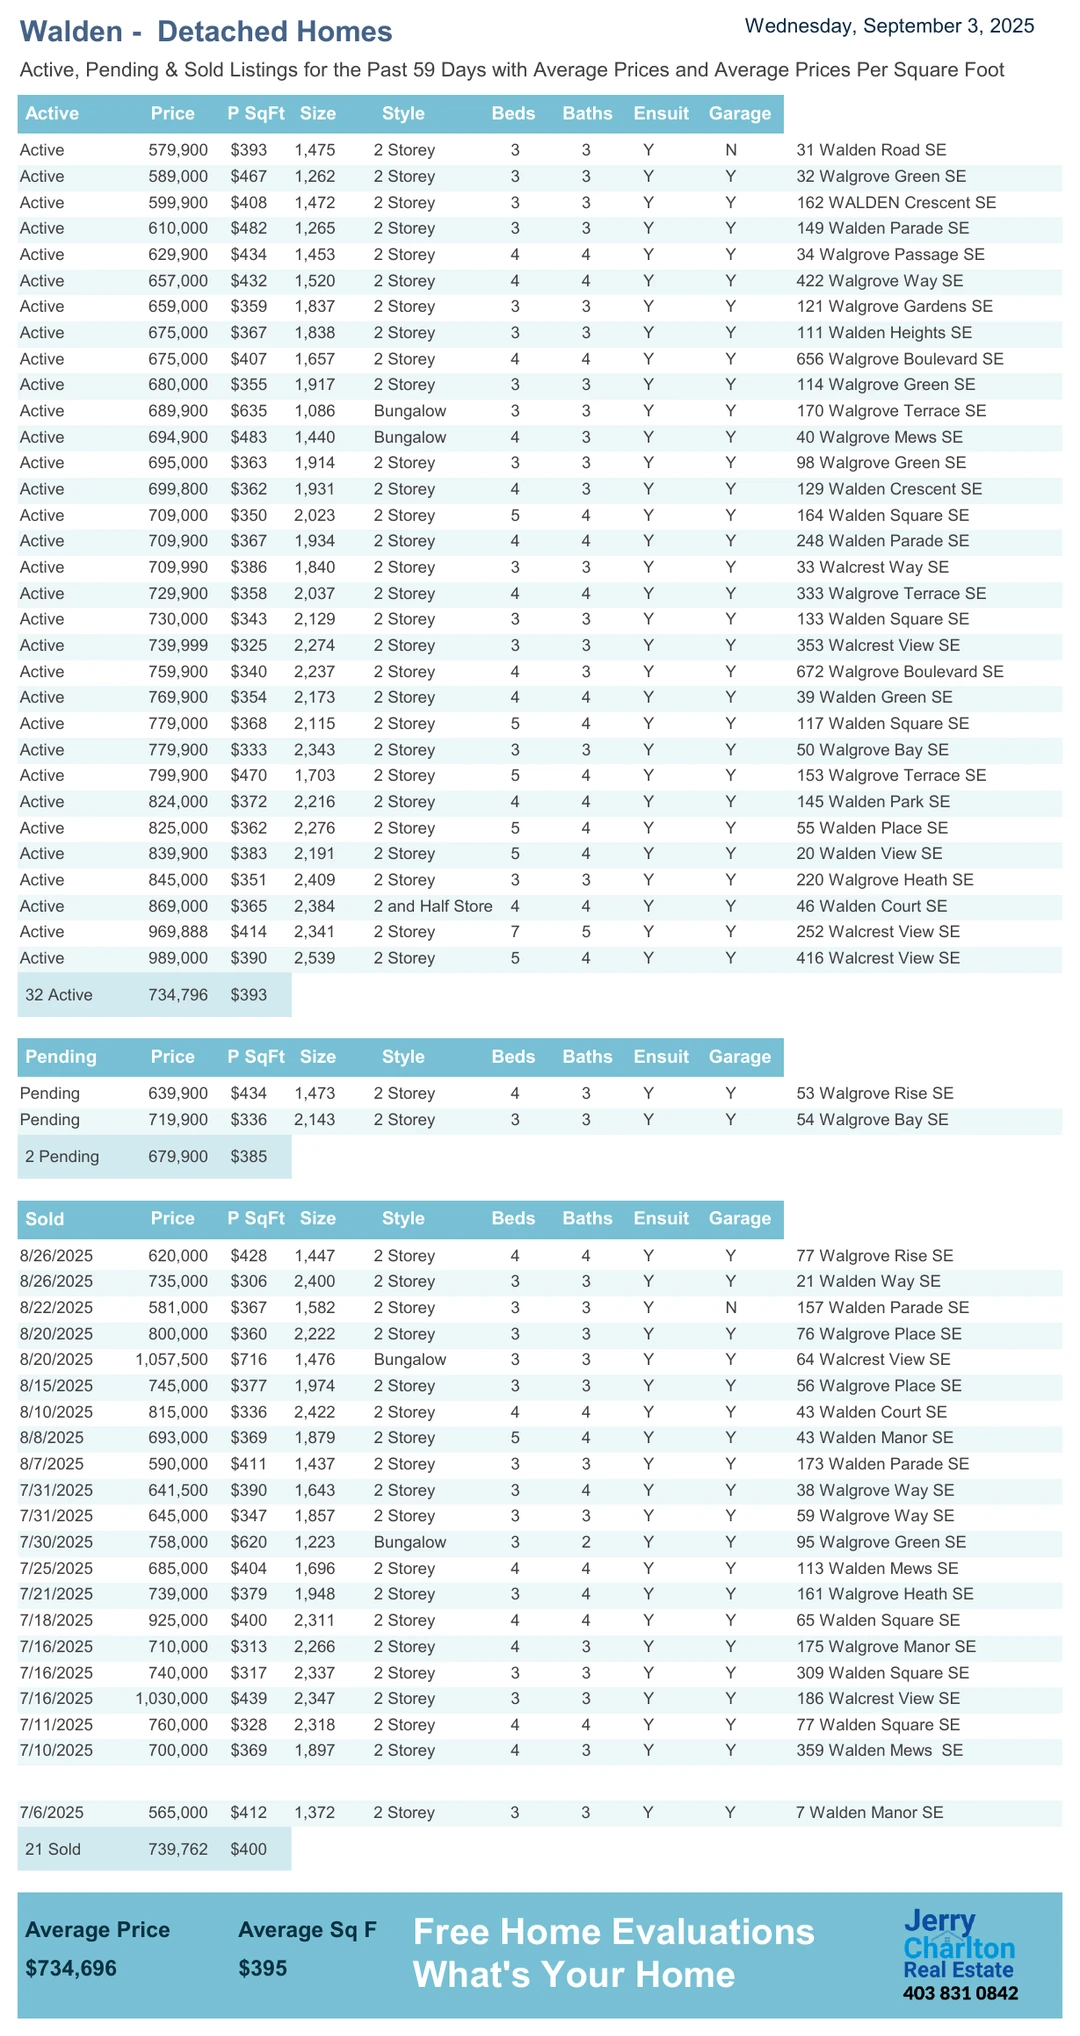 Walden - Detached Homes
Wednesday, September 3, 2025
Active, Pending & Sold Listings for the Past 59 Days with Average Prices and Average Prices Per Square Foot
Active Price P SqFt Size Style Beds Baths Ensuit Garage
Active 579,900 $393 1,475 2 Storey 3 3 Y N 31 Walden Road SE
Active 589,000 $467 1,262 2 Storey 3 3 Y Y 32 Walgrove Green SE
Active 599,900 $408 1,472 2 Storey 3 3 Y Y 162 WALDEN Crescent SE
Active 610,000 $482 1,265 2 Storey 3 3 Y Y 149 Walden Parade SE
Active 629,900 $434 1,453 2 Storey 4 4 Y Y 34 Walgrove Passage SE
Active 657,000 $432 1,520 2 Storey 4 4 Y Y 422 Walgrove Way SE
Active 659,000 $359 1,837 2 Storey 3 3 Y Y 121 Walgrove Gardens SE
Active 675,000 $367 1,838 2 Storey 3 3 Y Y 111 Walden Heights SE
Active 675,000 $407 1,657 2 Storey 4 4 Y Y 656 Walgrove Boulevard SE
Active 680,000 $355 1,917 2 Storey 3 3 Y Y 114 Walgrove Green SE
Active 689,900 $635 1,086 Bungalow 3 3 Y Y 170 Walgrove Terrace SE
Active 694,900 $483 1,440 Bungalow 4 3 Y Y 40 Walgrove Mews SE
Active 695,000 $363 1,914 2 Storey 3 3 Y Y 98 Walgrove Green SE
Active 699,800 $362 1,931 2 Storey 4 3 Y Y 129 Walden Crescent SE
Active 709,000 $350 2,023 2 Storey 5 4 Y Y 164 Walden Square SE
Active 709,900 $367 1,934 2 Storey 4 4 Y Y 248 Walden Parade SE
Active 709,990 $386 1,840 2 Storey 3 3 Y Y 33 Walcrest Way SE
Active 729,900 $358 2,037 2 Storey 4 4 Y Y 333 Walgrove Terrace SE
Active 730,000 $343 2,129 2 Storey 3 3 Y Y 133 Walden Square SE
Active 739,999 $325 2,274 2 Storey 3 3 Y Y 353 Walcrest View SE
Active 759,900 $340 2,237 2 Storey 4 3 Y Y 672 Walgrove Boulevard SE
Active 769,900 $354 2,173 2 Storey 4 4 Y Y 39 Walden Green SE
Active 779,000 $368 2,115 2 Storey 5 4 Y Y 117 Walden Square SE
Active 779,900 $333 2,343 2 Storey 3 3 Y Y 50 Walgrove Bay SE
Active 799,900 $470 1,703 2 Storey 5 4 Y Y 153 Walgrove Terrace SE
Active 824,000 $372 2,216 2 Storey 4 4 Y Y 145 Walden Park SE
Active 825,000 $362 2,276 2 Storey 5 4 Y Y 55 Walden Place SE
Active 839,900 $383 2,191 2 Storey 5 4 Y Y 20 Walden View SE
Active 845,000 $351 2,409 2 Storey 3 3 Y Y 220 Walgrove Heath SE
Active 869,000 $365 2,384 2 and Half Store 4 4 Y Y 46 Walden Court SE
Active 969,888 $414 2,341 2 Storey 7 5 Y Y 252 Walcrest View SE
Active 989,000 $390 2,539 2 Storey 5 4 Y Y 416 Walcrest View SE
32 Active 734,796 $393
Pending Price P SqFt Size Style Beds Baths Ensuit Garage
Pending 639,900 $434 1,473 2 Storey 4 3 Y Y 53 Walgrove Rise SE
Pending 719,900 $336 2,143 2 Storey 3 3 Y Y 54 Walgrove Bay SE
2 Pending 679,900 $385
Sold Price P SqFt Size Style Beds Baths Ensuit Garage
8/26/2025 620,000 $428 1,447 2 Storey 4 4 Y Y 77 Walgrove Rise SE
8/26/2025 735,000 $306 2,400 2 Storey 3 3 Y Y 21 Walden Way SE
8/22/2025 581,000 $367 1,582 2 Storey 3 3 Y N 157 Walden Parade SE
8/20/2025 800,000 $360 2,222 2 Storey 3 3 Y Y 76 Walgrove Place SE
8/20/2025 1,057,500 $716 1,476 Bungalow 3 3 Y Y 64 Walcrest View SE
8/15/2025 745,000 $377 1,974 2 Storey 3 3 Y Y 56 Walgrove Place SE
8/10/2025 815,000 $336 2,422 2 Storey 4 4 Y Y 43 Walden Court SE
8/8/2025 693,000 $369 1,879 2 Storey 5 4 Y Y 43 Walden Manor SE
8/7/2025 590,000 $411 1,437 2 Storey 3 3 Y Y 173 Walden Parade SE
7/31/2025 641,500 $390 1,643 2 Storey 3 4 Y Y 38 Walgrove Way SE
7/31/2025 645,000 $347 1,857 2 Storey 3 3 Y Y 59 Walgrove Way SE
7/30/2025 758,000 $620 1,223 Bungalow 3 2 Y Y 95 Walgrove Green SE
7/25/2025 685,000 $404 1,696 2 Storey 4 4 Y Y 113 Walden Mews SE
7/21/2025 739,000 $379 1,948 2 Storey 3 4 Y Y 161 Walgrove Heath SE
7/18/2025 925,000 $400 2,311 2 Storey 4 4 Y Y 65 Walden Square SE
7/16/2025 710,000 $313 2,266 2 Storey 4 3 Y Y 175 Walgrove Manor SE
7/16/2025 740,000 $317 2,337 2 Storey 3 3 Y Y 309 Walden Square SE
7/16/2025 1,030,000 $439 2,347 2 Storey 3 3 Y Y 186 Walcrest View SE
7/11/2025 760,000 $328 2,318 2 Storey 4 4 Y Y 77 Walden Square SE
7/10/2025 700,000 $369 1,897 2 Storey 4 3 Y Y 359 Walden Mews SE
7/6/2025 565,000 $412 1,372 2 Storey 3 3 Y Y 7 Walden Manor SE
21 Sold 739,762 $400
Average Price Average Sq F
$734,696 $395
Free Home Evaluations
What's Your Home
Jerry
Charlton
Real Estate
403 831 0842